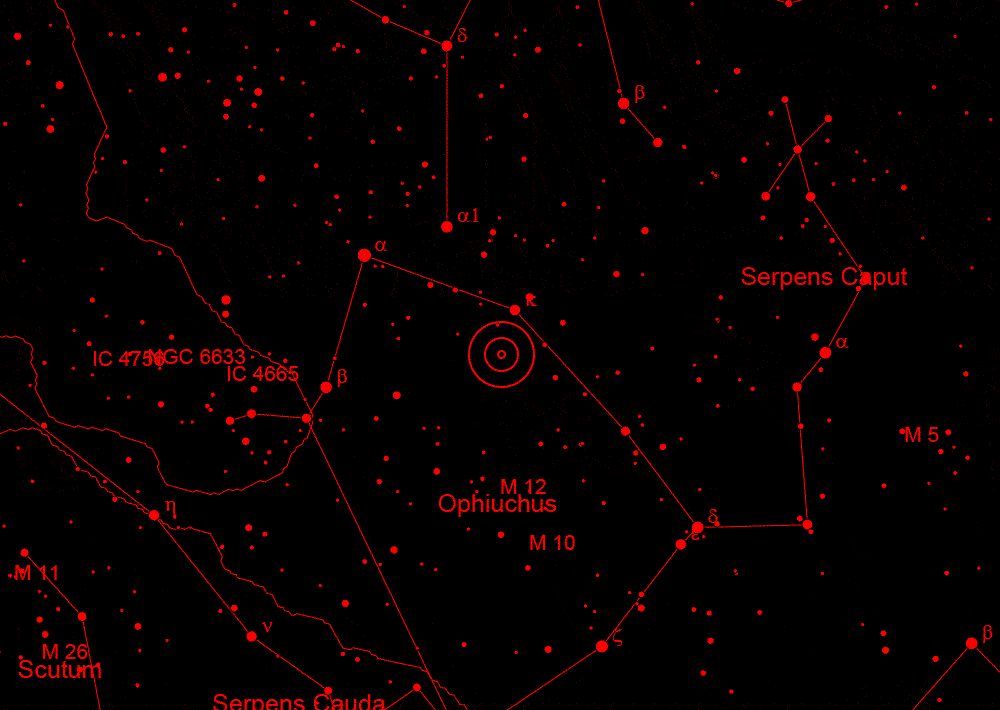 δ
β
α1
α
Serpens Caput
κ
α
IC 4756
NGC 6633
IC 4665
β
M 5
M 12
Ophiuchus
η
δ
ε
M 10
M 11
ν
ζ
β
M 26
Scutum
Serpens Cauda